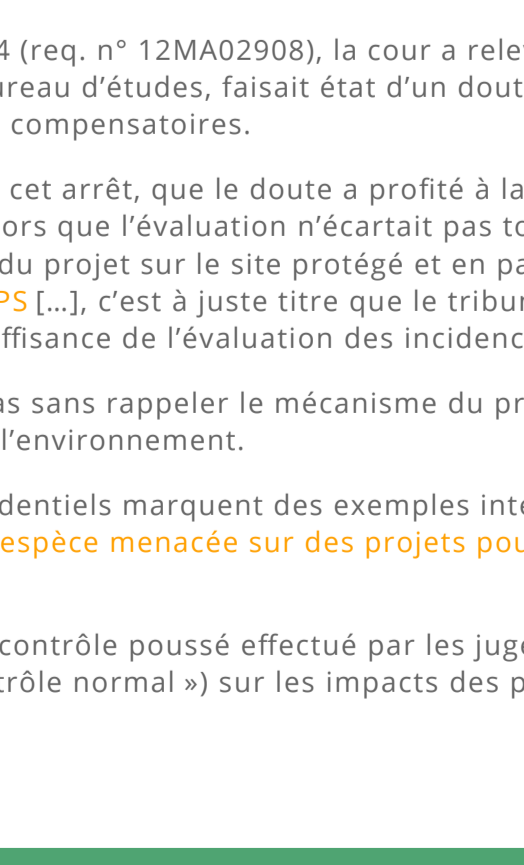 4 (req. n° 12MA02908), la cour a rele
ureau d’études, faisait état d’un dout
compensatoires.
cet arrêt, que le doute a profité à la
ors que l’évaluation n’écartait pas to
du projet sur le site protégé et en pa
PS […], c’est à juste titre que le tribun
ffisance de l’évaluation des incidenc
as sans rappeler le mécanisme du pr
l’environnement.
dentiels marquent des exemples inté
espèce menacée sur des projets pou
contrôle poussé effectué par les juge
trôle normal ») sur les impacts des p